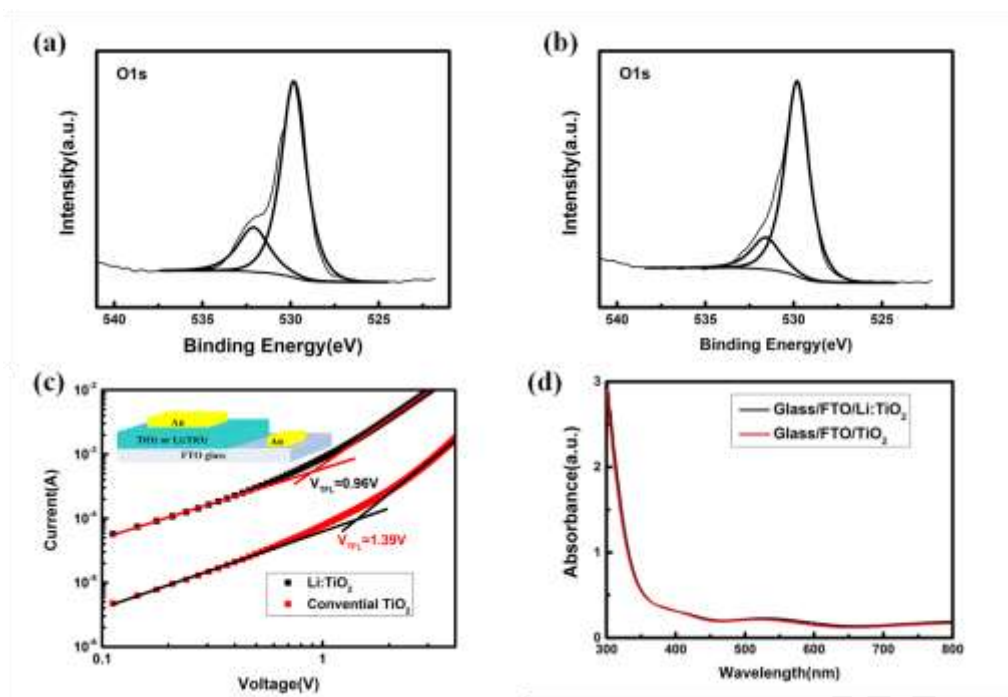 (a)
O1s
Intensity(a.u.)
540 535 530 525
Binding Energy(eV)
(b)
O1s
Intensity(a.u.)
540 535 530 525
Binding Energy(eV)
(c)
Current(A)
10⁻²
10⁻³
10⁻⁴
10⁻⁵
10⁻⁶
Au
TiO₂ or Li:TiO₂
Au
FTO glass
V_TFL=0.96V
V_TFL=1.39V
Li:TiO₂
Convential TiO₂
0.1 1
Voltage(V)
(d)
Absorbance(a.u.)
3
2
1
0
Glass/FTO/Li:TiO₂
Glass/FTO/TiO₂
300 400 500 600 700 800
Wavelength(nm)